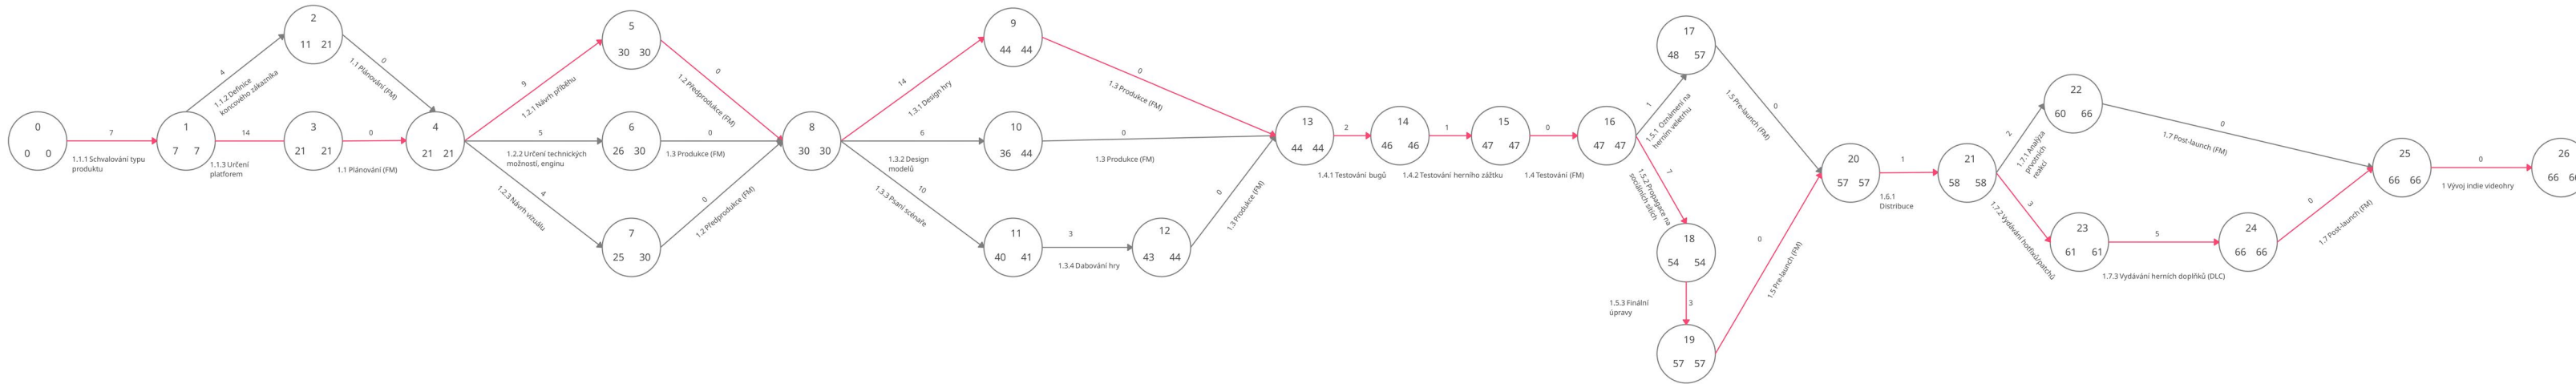 0
0 0
7
1.1.1 Schvalování typu
produktu
1
7 7
4
1.1.2 Definice
koncového zákazníka
2
11 21
0
1.1 Plánování (FM)
14
1.1.3 Určení
platforem
3
21 21
0
1.1 Plánování (FM)
4
21 21
9
1.2.1 Návrh příběhu
5
30 30
0
1.2 Předprodukce (FM)
5
1.2.2 Určení technických
možností, enginu
6
26 30
0
1.3 Produkce (FM)
4
1.2.3 Návrh vizuálu
7
25 30
0
1.2 Předprodukce (FM)
8
30 30
14
1.3.1 Design hry
9
44 44
0
1.3 Produkce (FM)
6
1.3.2 Design
modelů
10
36 44
0
1.3 Produkce (FM)
10
1.3.3 Psaní scénaře
11
40 41
3
1.3.4 Dabování hry
12
43 44
0
1.3 Produkce (FM)
13
44 44
2
1.4.1 Testování bugů
14
46 46
1
1.4.2 Testování herního zážtku
15
47 47
0
1.4 Testování (FM)
16
47 47
1
1.5.1 Oznámení na
herním veletrhu
17
48 57
0
1.5 Pre-launch (FM)
7
1.5.2 Propagace na
sociálních sítích
18
54 54
1.5.3 Finální
úpravy
3
19
57 57
0
1.5 Pre-launch (FM)
20
57 57
1
1.6.1
Distribuce
21
58 58
2
1.7.1 Analýza
prvotních
reakcí
22
60 66
0
1.7 Post-launch (FM)
3
1.7.2 Vydávání hotfixů/patchů
23
61 61
5
1.7.3 Vydávání herních doplňků (DLC)
24
66 66
0
1.7 Post-launch (FM)
25
66 66
0
1 Vývoj indie videohry
26
66